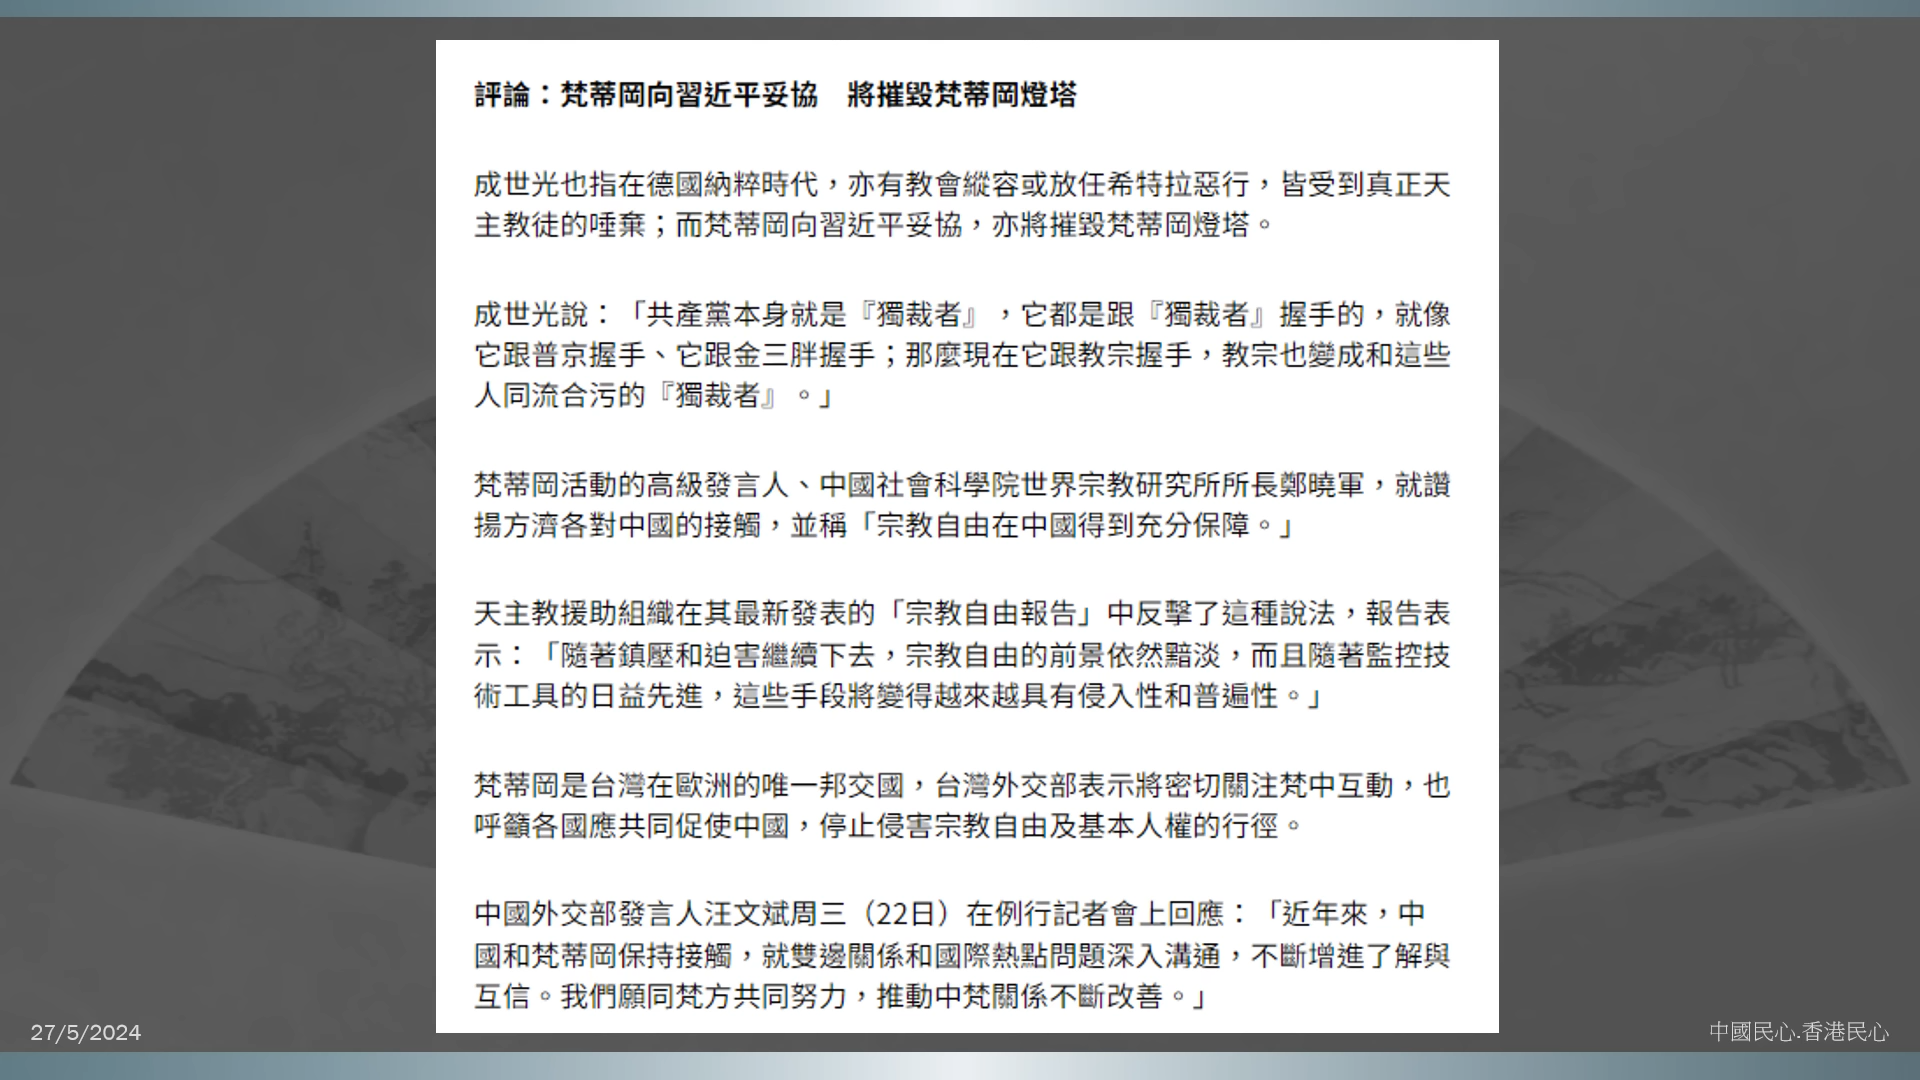 評論：梵蒂岡向習近平妥協　將摧毀梵蒂岡燈塔
成世光也指在德國納粹時代，亦有教會縱容或放任希特拉惡行，皆受到真正天
主教徒的唾棄；而梵蒂岡向習近平妥協，亦將摧毀梵蒂岡燈塔。
成世光說：「共產黨本身就是『獨裁者』，它都是跟『獨裁者』握手的，就像
它跟普京握手、它跟金三胖握手；那麼現在它跟教宗握手，教宗也變成和這些
人同流合污的『獨裁者』。」
梵蒂岡活動的高級發言人、中國社會科學院世界宗教研究所所長鄭曉軍，就讚
揚方濟各對中國的接觸，並稱「宗教自由在中國得到充分保障。」
天主教援助組織在其最新發表的「宗教自由報告」中反擊了這種說法，報告表
示：「隨著鎮壓和迫害繼續下去，宗教自由的前景依然黯淡，而且隨著監控技
術工具的日益先進，這些手段將變得越來越具有侵入性和普遍性。」
梵蒂岡是台灣在歐洲的唯一邦交國，台灣外交部表示將密切關注梵中互動，也
呼籲各國應共同促使中國，停止侵害宗教自由及基本人權的行徑。
中國外交部發言人汪文斌周三（22日）在例行記者會上回應：「近年來，中
國和梵蒂岡保持接觸，就雙邊關係和國際熱點問題深入溝通，不斷增進了解與
互信。我們願同梵方共同努力，推動中梵關係不斷改善。」
27/5/2024
中國民心.香港民心